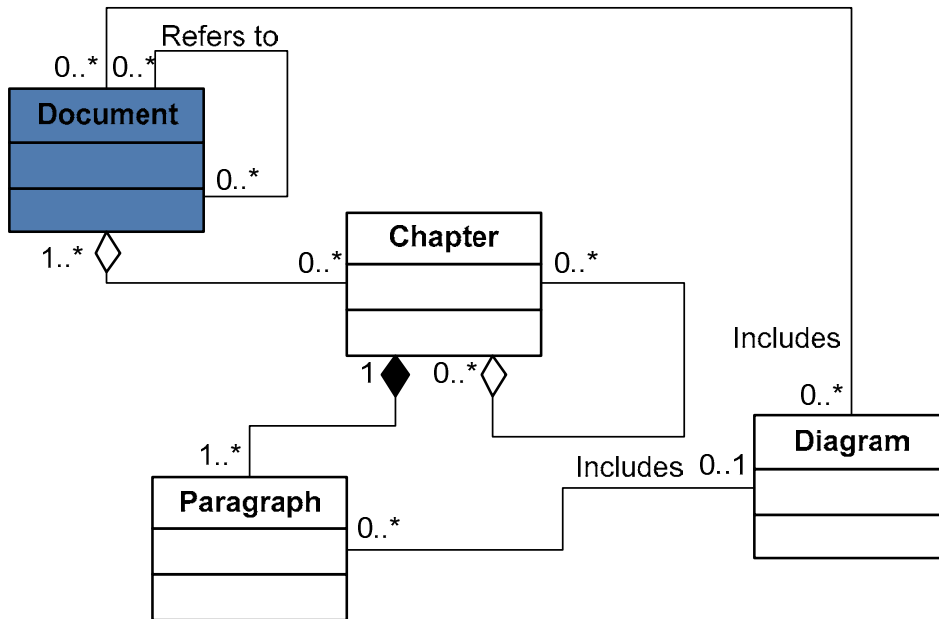 Refers to
0..*
0..*
Document
0..*
1..*
0..*
Chapter
0..*
Includes
1
0..*
0..*
Diagram
1..*
Includes
0..1
Paragraph
0..*